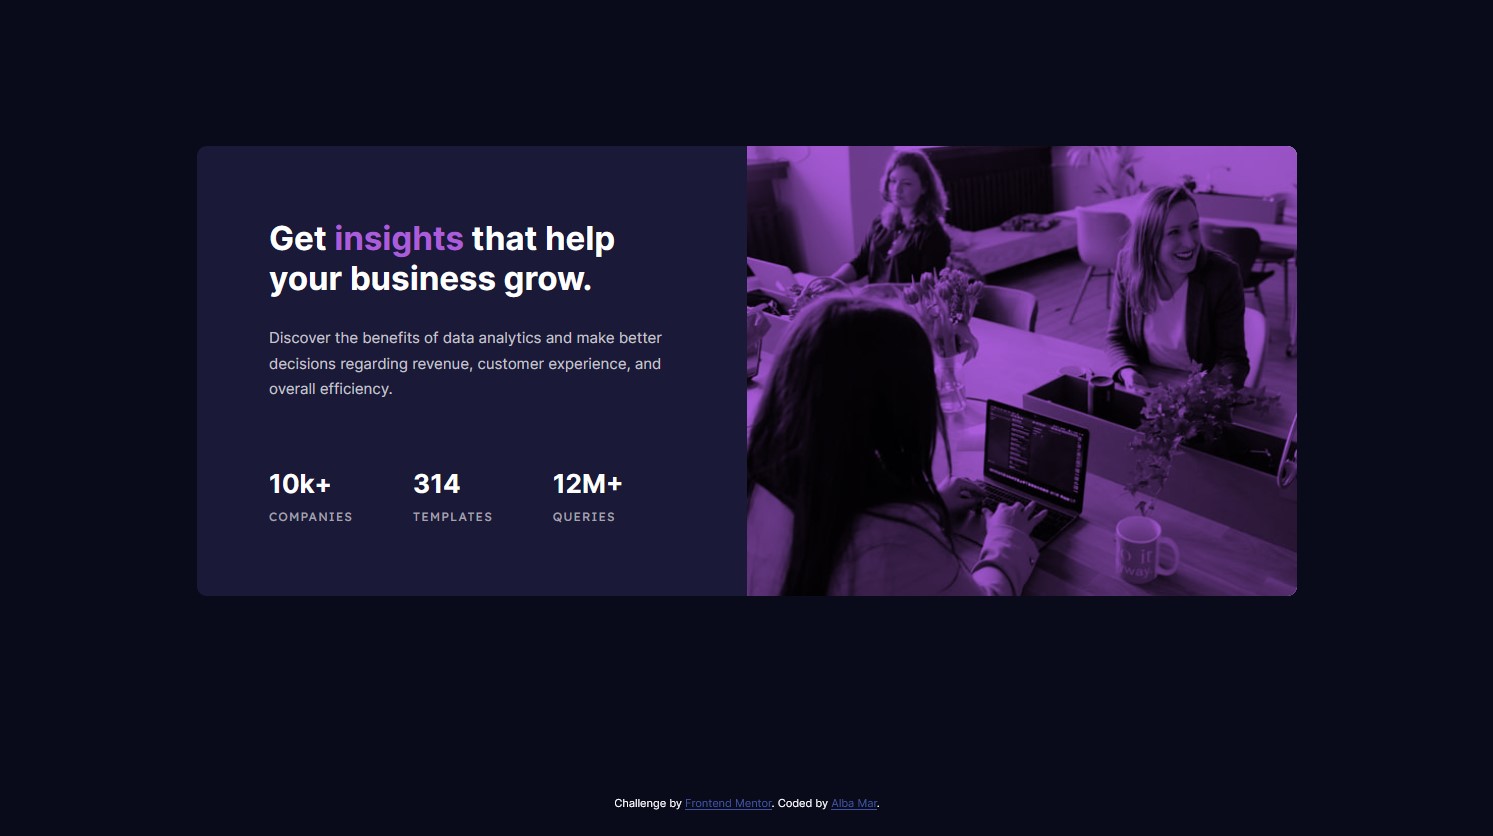 Get insights that help
your business grow.
Discover the benefits of data analytics and make better
decisions regarding revenue, customer experience, and
overall efficiency.
10k+ 314 12M+
COMPANIES TEMPLATES QUERIES
o it
way
Challenge by Frontend Mentor. Coded by Alba Mar.